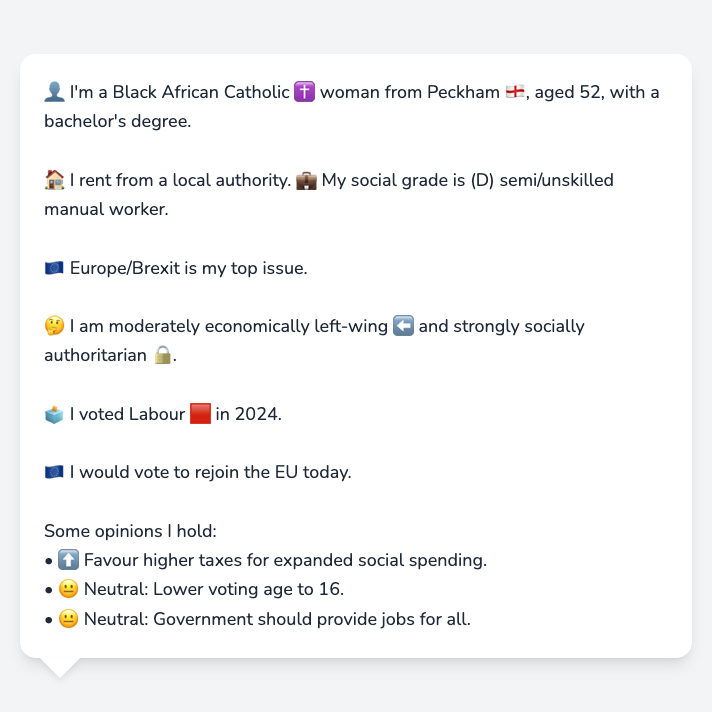 👤 I'm a Black African Catholic ✝️ woman from Peckham 🏴󠁧󠁢󠁥󠁮󠁧󠁿, aged 52, with a
bachelor's degree.
🏠 I rent from a local authority. 💼 My social grade is (D) semi/unskilled
manual worker.
🇪🇺 Europe/Brexit is my top issue.
🤔 I am moderately economically left-wing ⬅️ and strongly socially
authoritarian 🔒.
🗳️ I voted Labour 🟥 in 2024.
🇪🇺 I would vote to rejoin the EU today.
Some opinions I hold:
• ⬆️ Favour higher taxes for expanded social spending.
• 😐 Neutral: Lower voting age to 16.
• 😐 Neutral: Government should provide jobs for all.